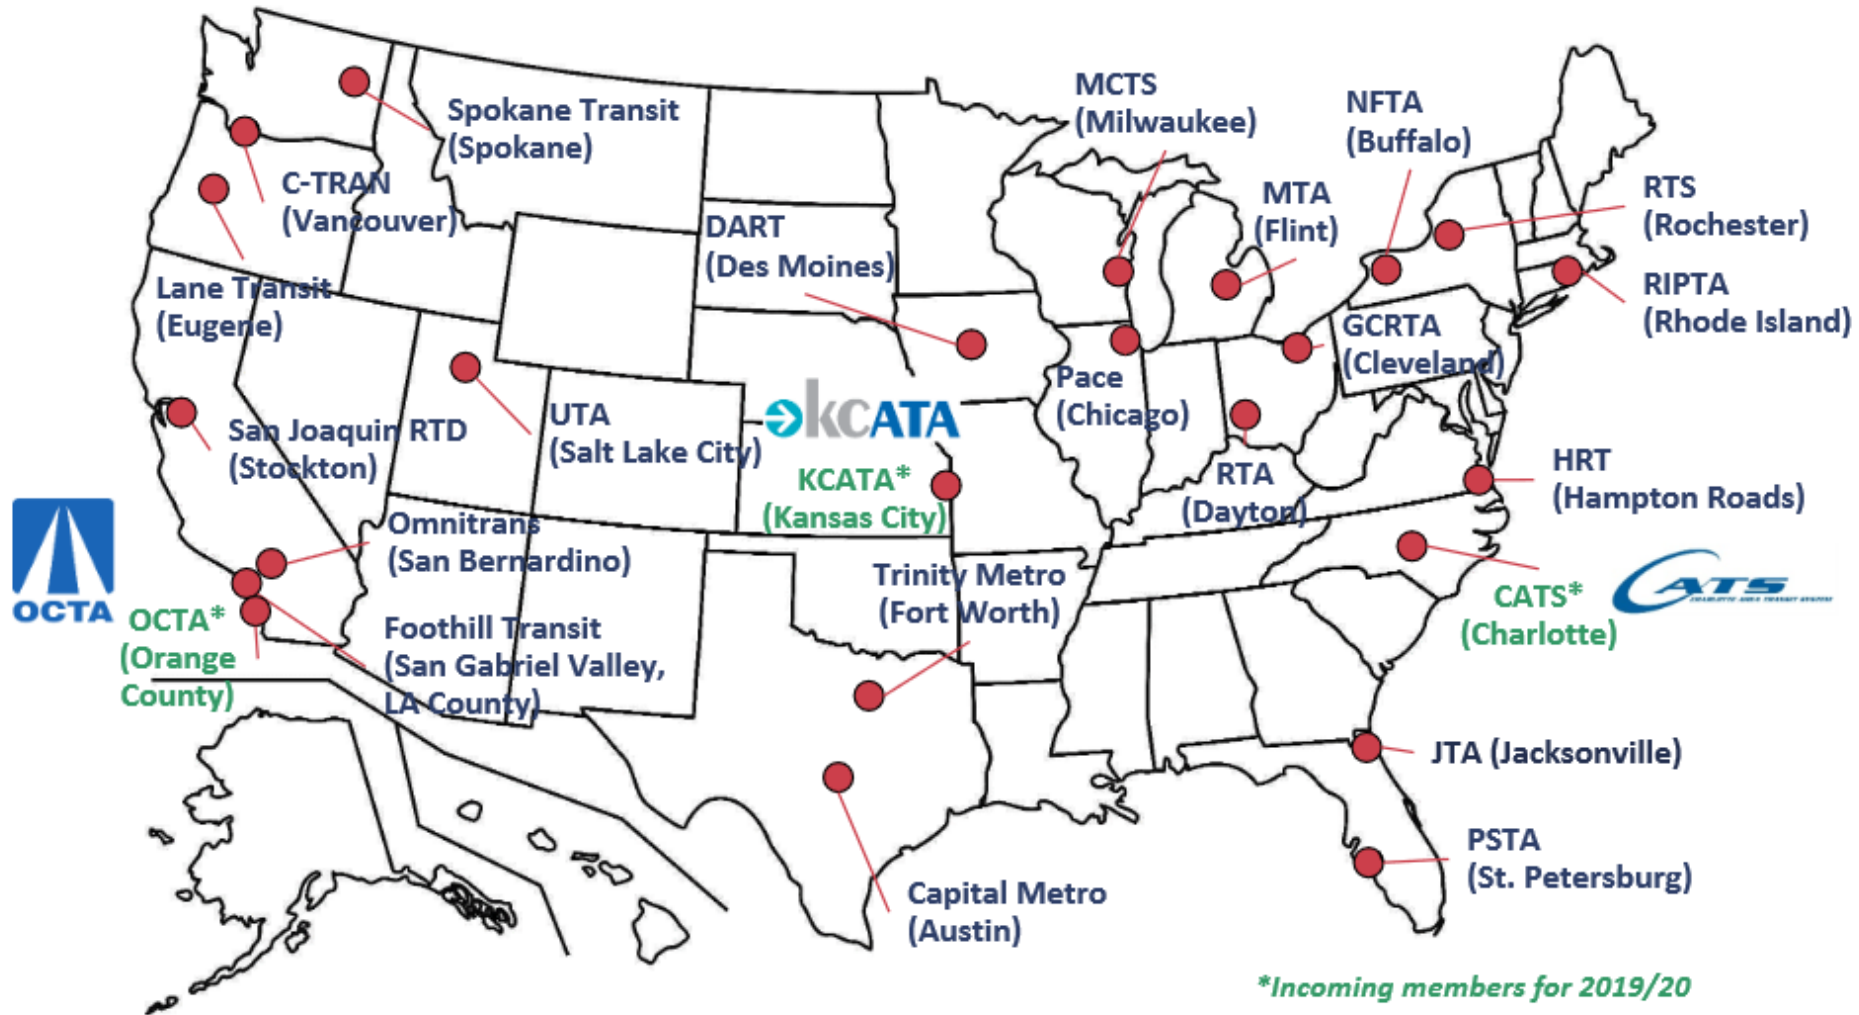 MCTS
(Milwaukee)
NFTA
(Buffalo)
Spokane Transit
(Spokane)
C-TRAN
(Vancouver)
MTA
(Flint)
RTS
(Rochester)
DART
(Des Moines)
Lane Transit
(Eugene)
RIPTA
(Rhode Island)
GCRTA
(Cleveland)
Pace
(Chicago)
kcATA
UTA
(Salt Lake City)
San Joaquin RTD
(Stockton)
KCATA*
(Kansas City)
RTA
(Dayton)
HRT
(Hampton Roads)
OCTA
Omnitrans
(San Bernardino)
Trinity Metro
(Fort Worth)
CATS*
(Charlotte)
CATS
CHARLOTTE AREA TRANSIT SYSTEM
OCTA*
(Orange
County)
Foothill Transit
(San Gabriel Valley,
LA County)
JTA (Jacksonville)
PSTA
(St. Petersburg)
Capital Metro
(Austin)
*Incoming members for 2019/20